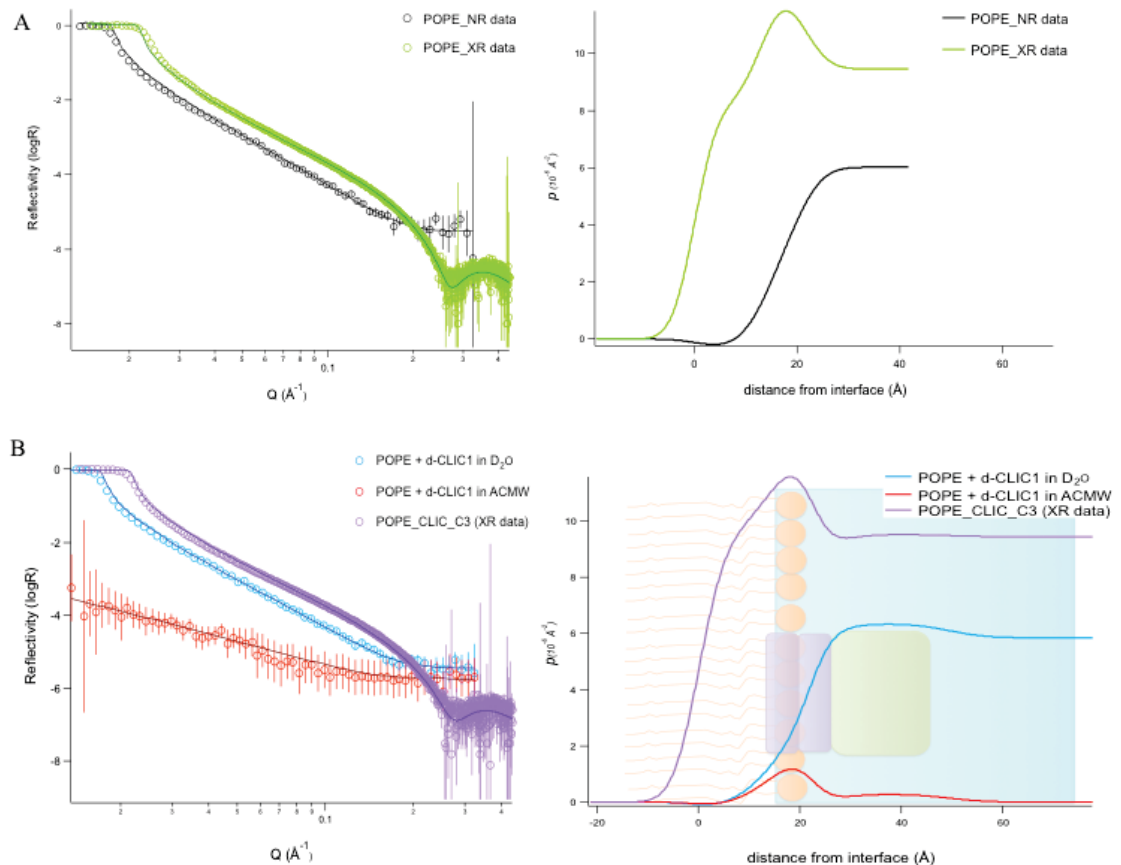 A
POPE_NR data
POPE_XR data
Reflectivity (logR)
0
-2
-4
-6
-8
2
3
4
5
6
7
8
9
0.1
2
3
4
Q (Å⁻¹)
POPE_NR data
POPE_XR data
ρ (10⁻⁶ Å⁻²)
10
8
6
4
2
0
0
20
40
60
distance from interface (Å)
B
POPE + d-CLIC1 in D₂O
POPE + d-CLIC1 in ACMW
POPE_CLIC_C3 (XR data)
Reflectivity (logR)
0
-2
-4
-6
-8
2
3
4
5
6
7
8
9
0.1
2
3
4
Q (Å⁻¹)
POPE + d-CLIC1 in D₂O
POPE + d-CLIC1 in ACMW
POPE_CLIC_C3 (XR data)
ρ(10⁻⁶ Å⁻²)
10
8
6
4
2
0
-20
0
20
40
60
distance from interface (Å)